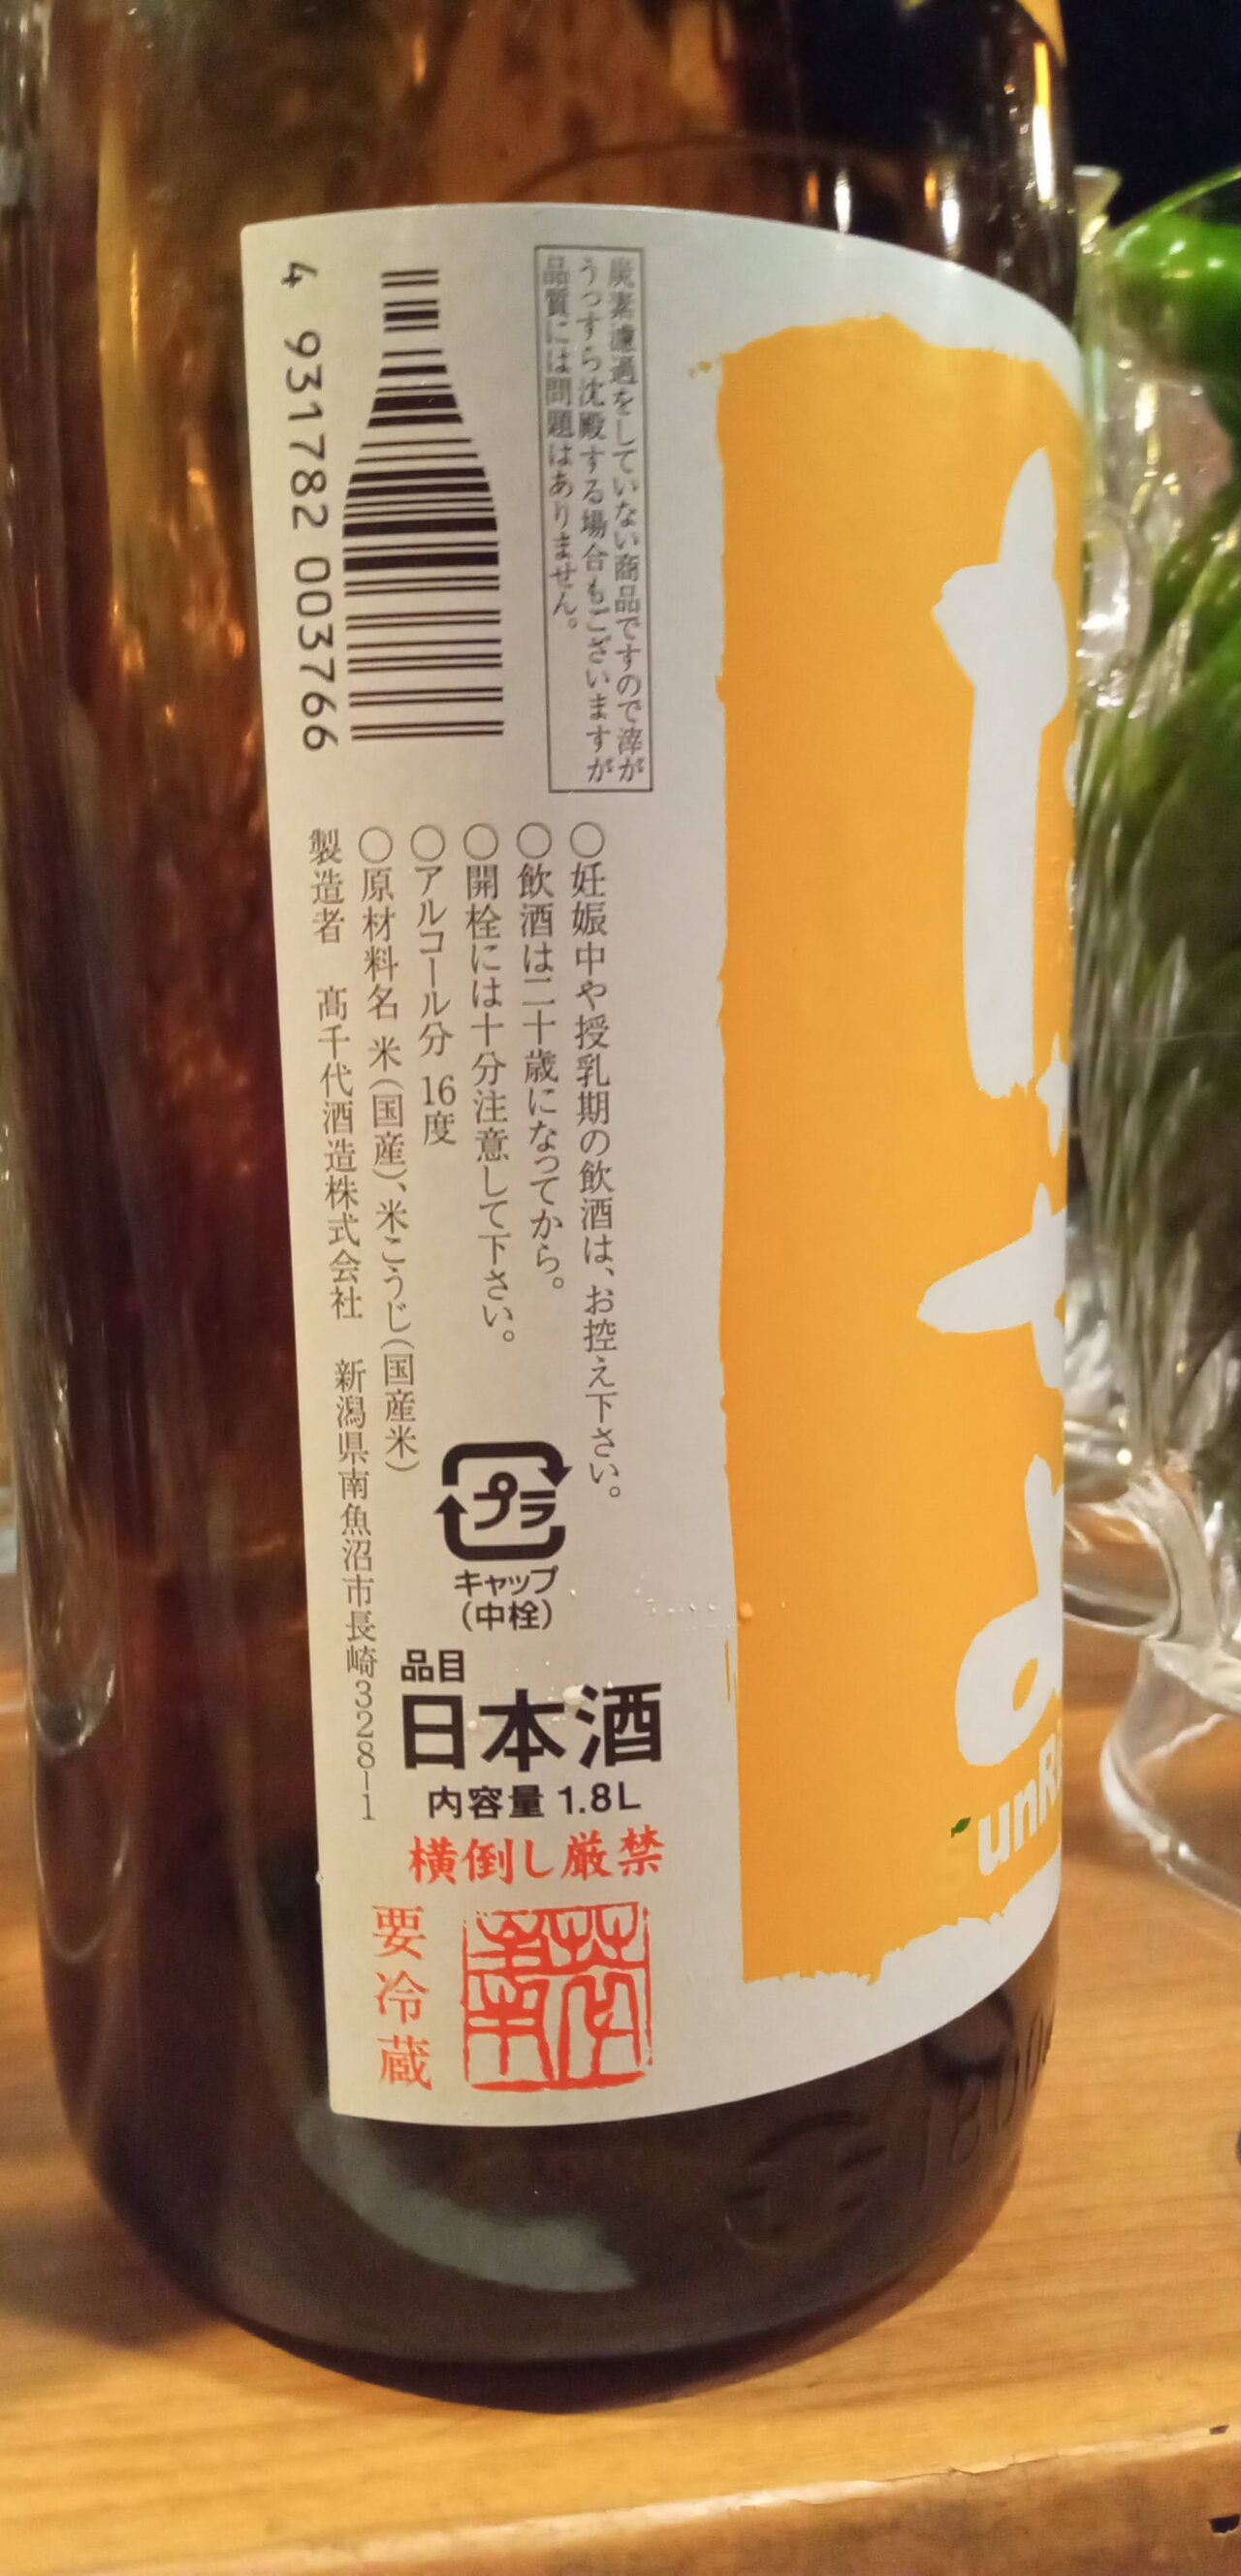 炭素濾過をしていない商品ですので滓が
うっすら沈殿する場合もございますが
品質には問題はありません。
4 931782 003766
○妊娠中や授乳期の飲酒は、お控え下さい。
○飲酒は二十歳になってから。
○開栓には十分注意して下さい。
○アルコール分 16度
○原材料名 米(国産)、米こうじ(国産米)
製造者 髙千代酒造株式会社 新潟県南魚沼市長崎328-1
プラ
キャップ
(中栓)
品目
日本酒
内容量 1.8L
横倒し厳禁
要冷蔵
sunR